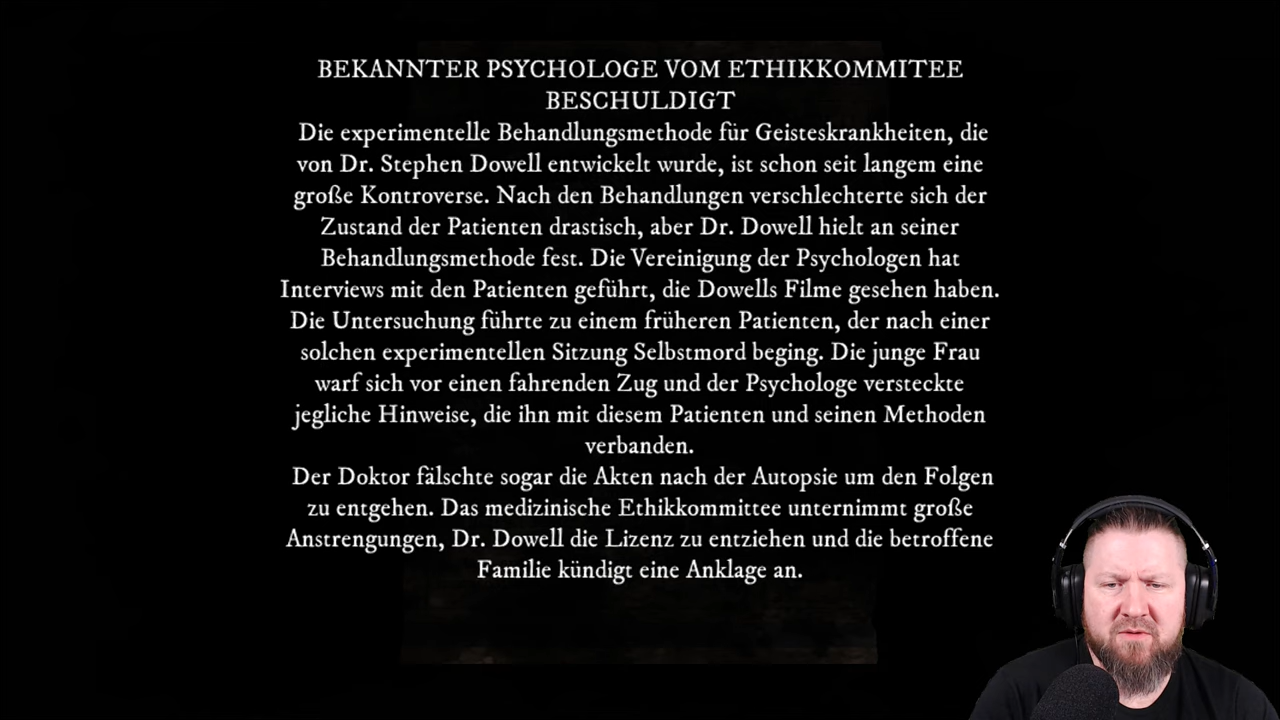 BEKANNTER PSYCHOLOGE VOM ETHIKKOMMITEE
BESCHULDIGT
Die experimentelle Behandlungsmethode für Geisteskrankheiten, die
von Dr. Stephen Dowell entwickelt wurde, ist schon seit langem eine
große Kontroverse. Nach den Behandlungen verschlechterte sich der
Zustand der Patienten drastisch, aber Dr. Dowell hielt an seiner
Behandlungsmethode fest. Die Vereinigung der Psychologen hat
Interviews mit den Patienten geführt, die Dowells Filme gesehen haben.
Die Untersuchung führte zu einem früheren Patienten, der nach einer
solchen experimentellen Sitzung Selbstmord beging. Die junge Frau
warf sich vor einen fahrenden Zug und der Psychologe versteckte
jegliche Hinweise, die ihn mit diesem Patienten und seinen Methoden
verbanden.
Der Doktor fälschte sogar die Akten nach der Autopsie um den Folgen
zu entgehen. Das medizinische Ethikkommittee unternimmt große
Anstrengungen, Dr. Dowell die Lizenz zu entziehen und die betroffene
Familie kündigt eine Anklage an.